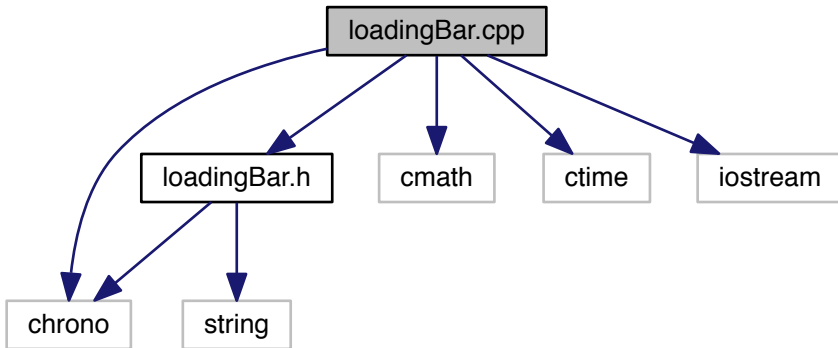 loadingBar.cpp
loadingBar.h
cmath
ctime
iostream
chrono
string